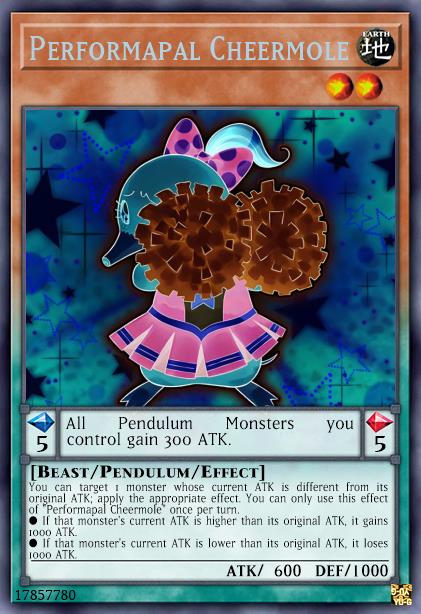 Performapal Cheermole
EARTH
地
5
All Pendulum Monsters you
control gain 300 ATK.
5
[Beast/Pendulum/Effect]
You can target 1 monster whose current ATK is different from its
original ATK; apply the appropriate effect. You can only use this effect
of "Performapal Cheermole" once per turn.
● If that monster's current ATK is higher than its original ATK, it gains
1000 ATK.
● If that monster's current ATK is lower than its original ATK, it loses
1000 ATK.
ATK/ 600 DEF/1000
17857780